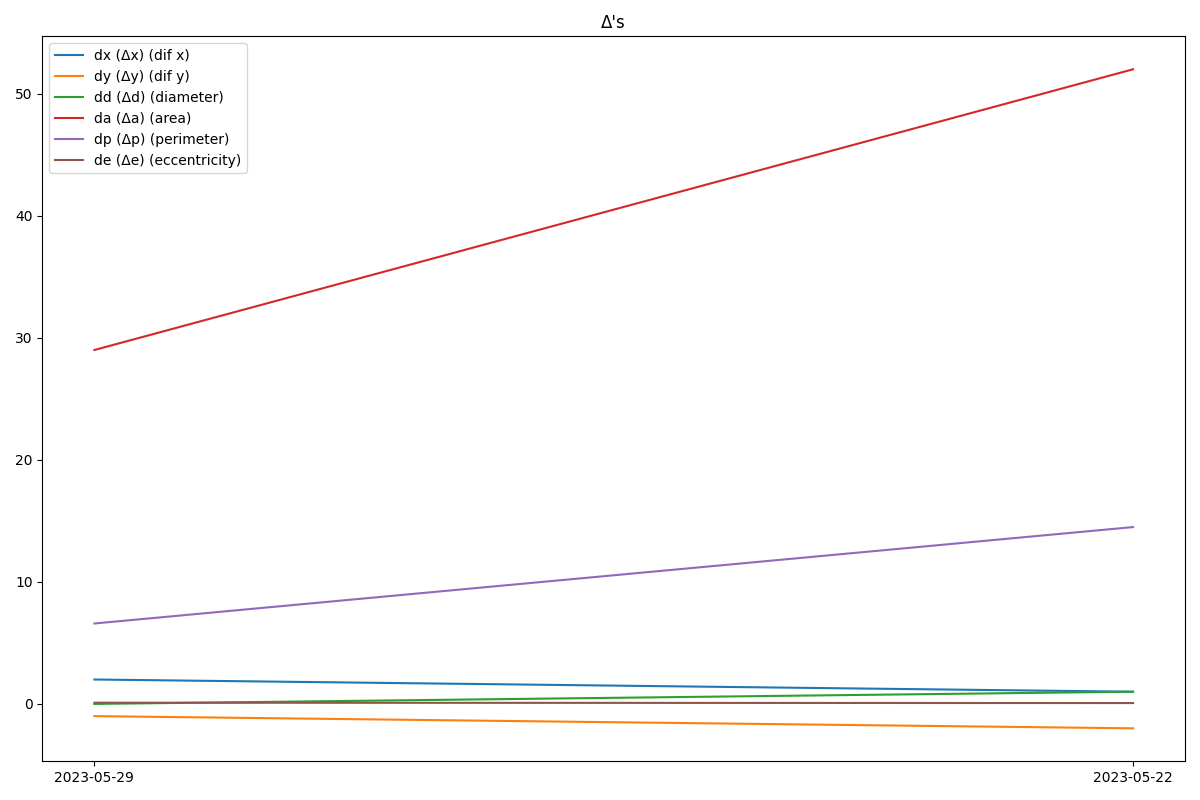 Δ's
dx (Δx) (dif x)
dy (Δy) (dif y)
dd (Δd) (diameter)
da (Δa) (area)
dp (Δp) (perimeter)
de (Δe) (eccentricity)
50
40
30
20
10
0
2023-05-29 2023-05-22